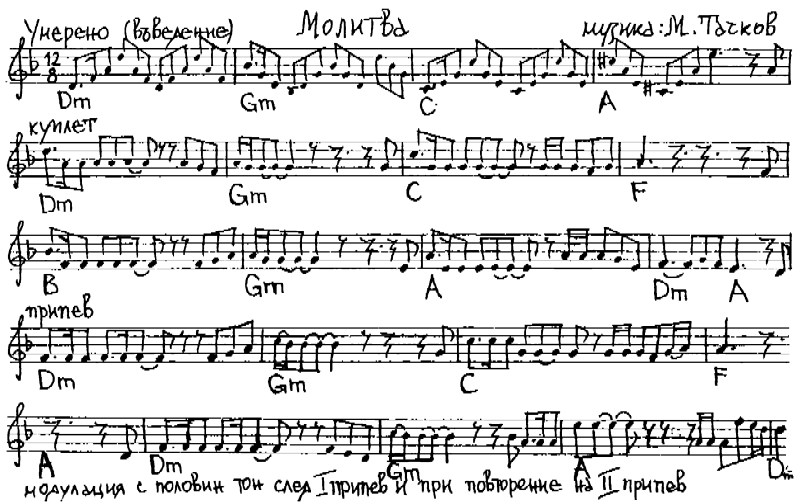 Умерено (въведение) Молитва музика: М. Тачков
12
8
Dm Gm C A
куплет
Dm Gm C F
B Gm A Dm A
припев
Dm Gm C F
A Dm Gm A Dm
модулация с половин тон след I припев и при повторение на II припев